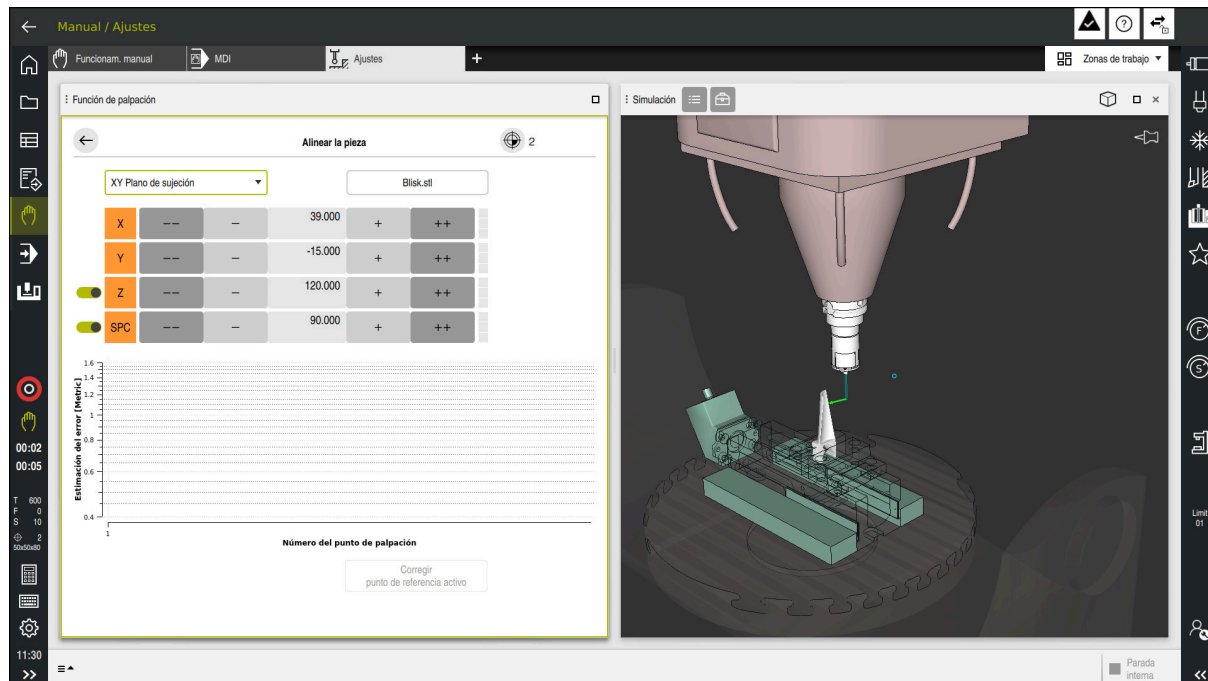 Manual / Ajustes
Funcionam. manual
MDI
Ajustes
Zonas de trabajo
Función de palpación
Alinear la pieza
2
XY Plano de sujeción
Blisk.stl
X
−−
−
39.000
+
++
Y
−−
−
-15.000
+
++
Z
−−
−
120.000
+
++
SPC
−−
−
90.000
+
++
Estimación del error [Metric]
1.6
1.4
1.2
1
0.8
0.6
0.4
1
Número del punto de palpación
Corregir
punto de referencia activo
Simulación
00:02
00:05
T 600
F 0
S 10
2
50x50x80
11:30
F
S
Limit
01
Parada
interna